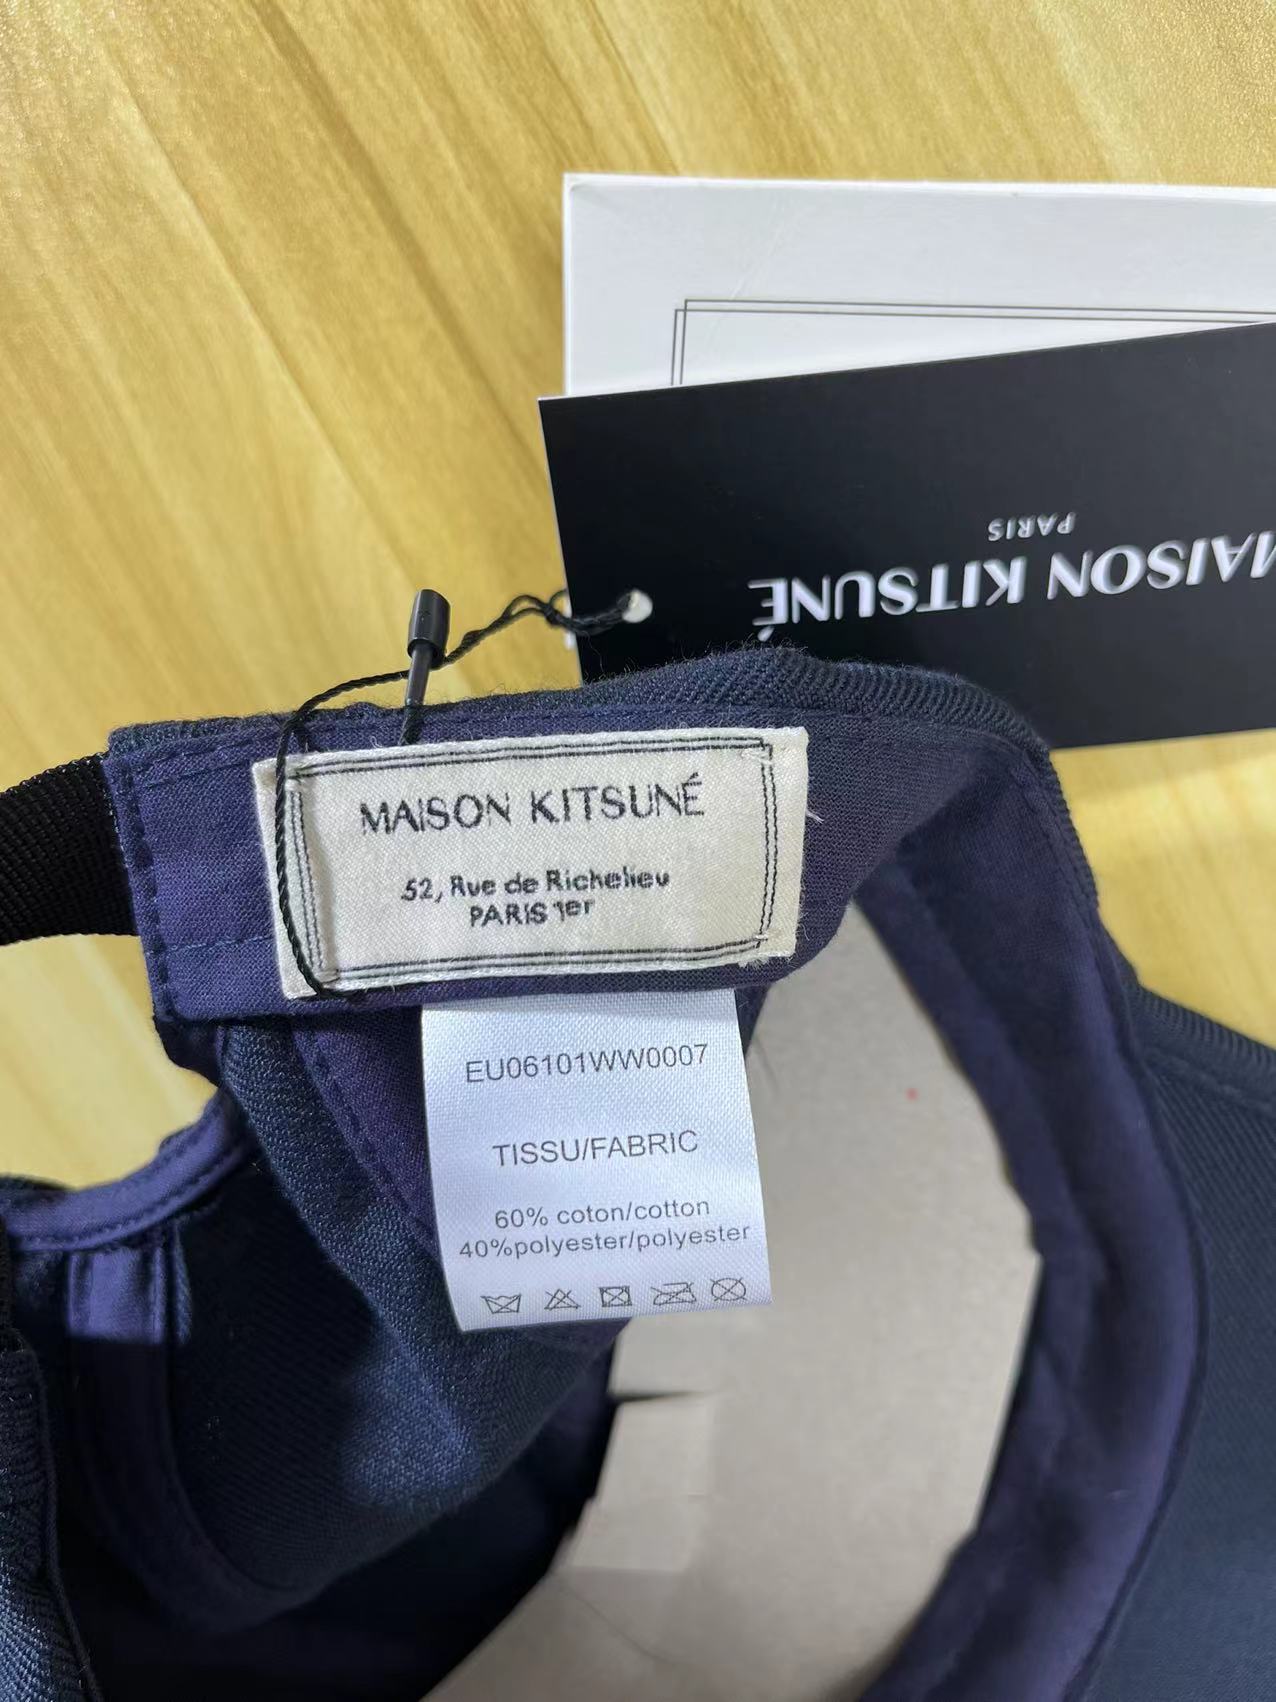 MAISON KITSUNÉ
PARIS
MAISON KITSUNÉ
52, Rue de Richelieu
PARIS 1er
EU06101WW0007
TISSU/FABRIC
60% coton/cotton
40%polyester/polyester